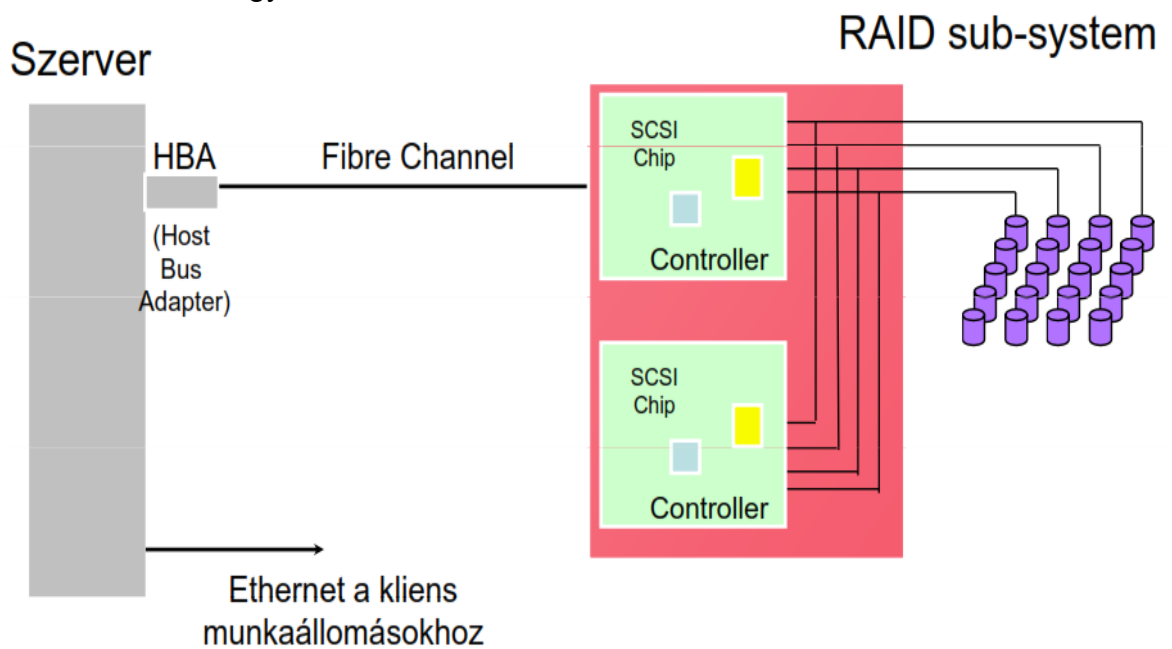 gy
RAID sub-system
Szerver
HBA
Fibre Channel
(Host
Bus
Adapter)
SCSI
Chip
Controller
SCSI
Chip
Controller
Ethernet a kliens
munkaállomásokhoz